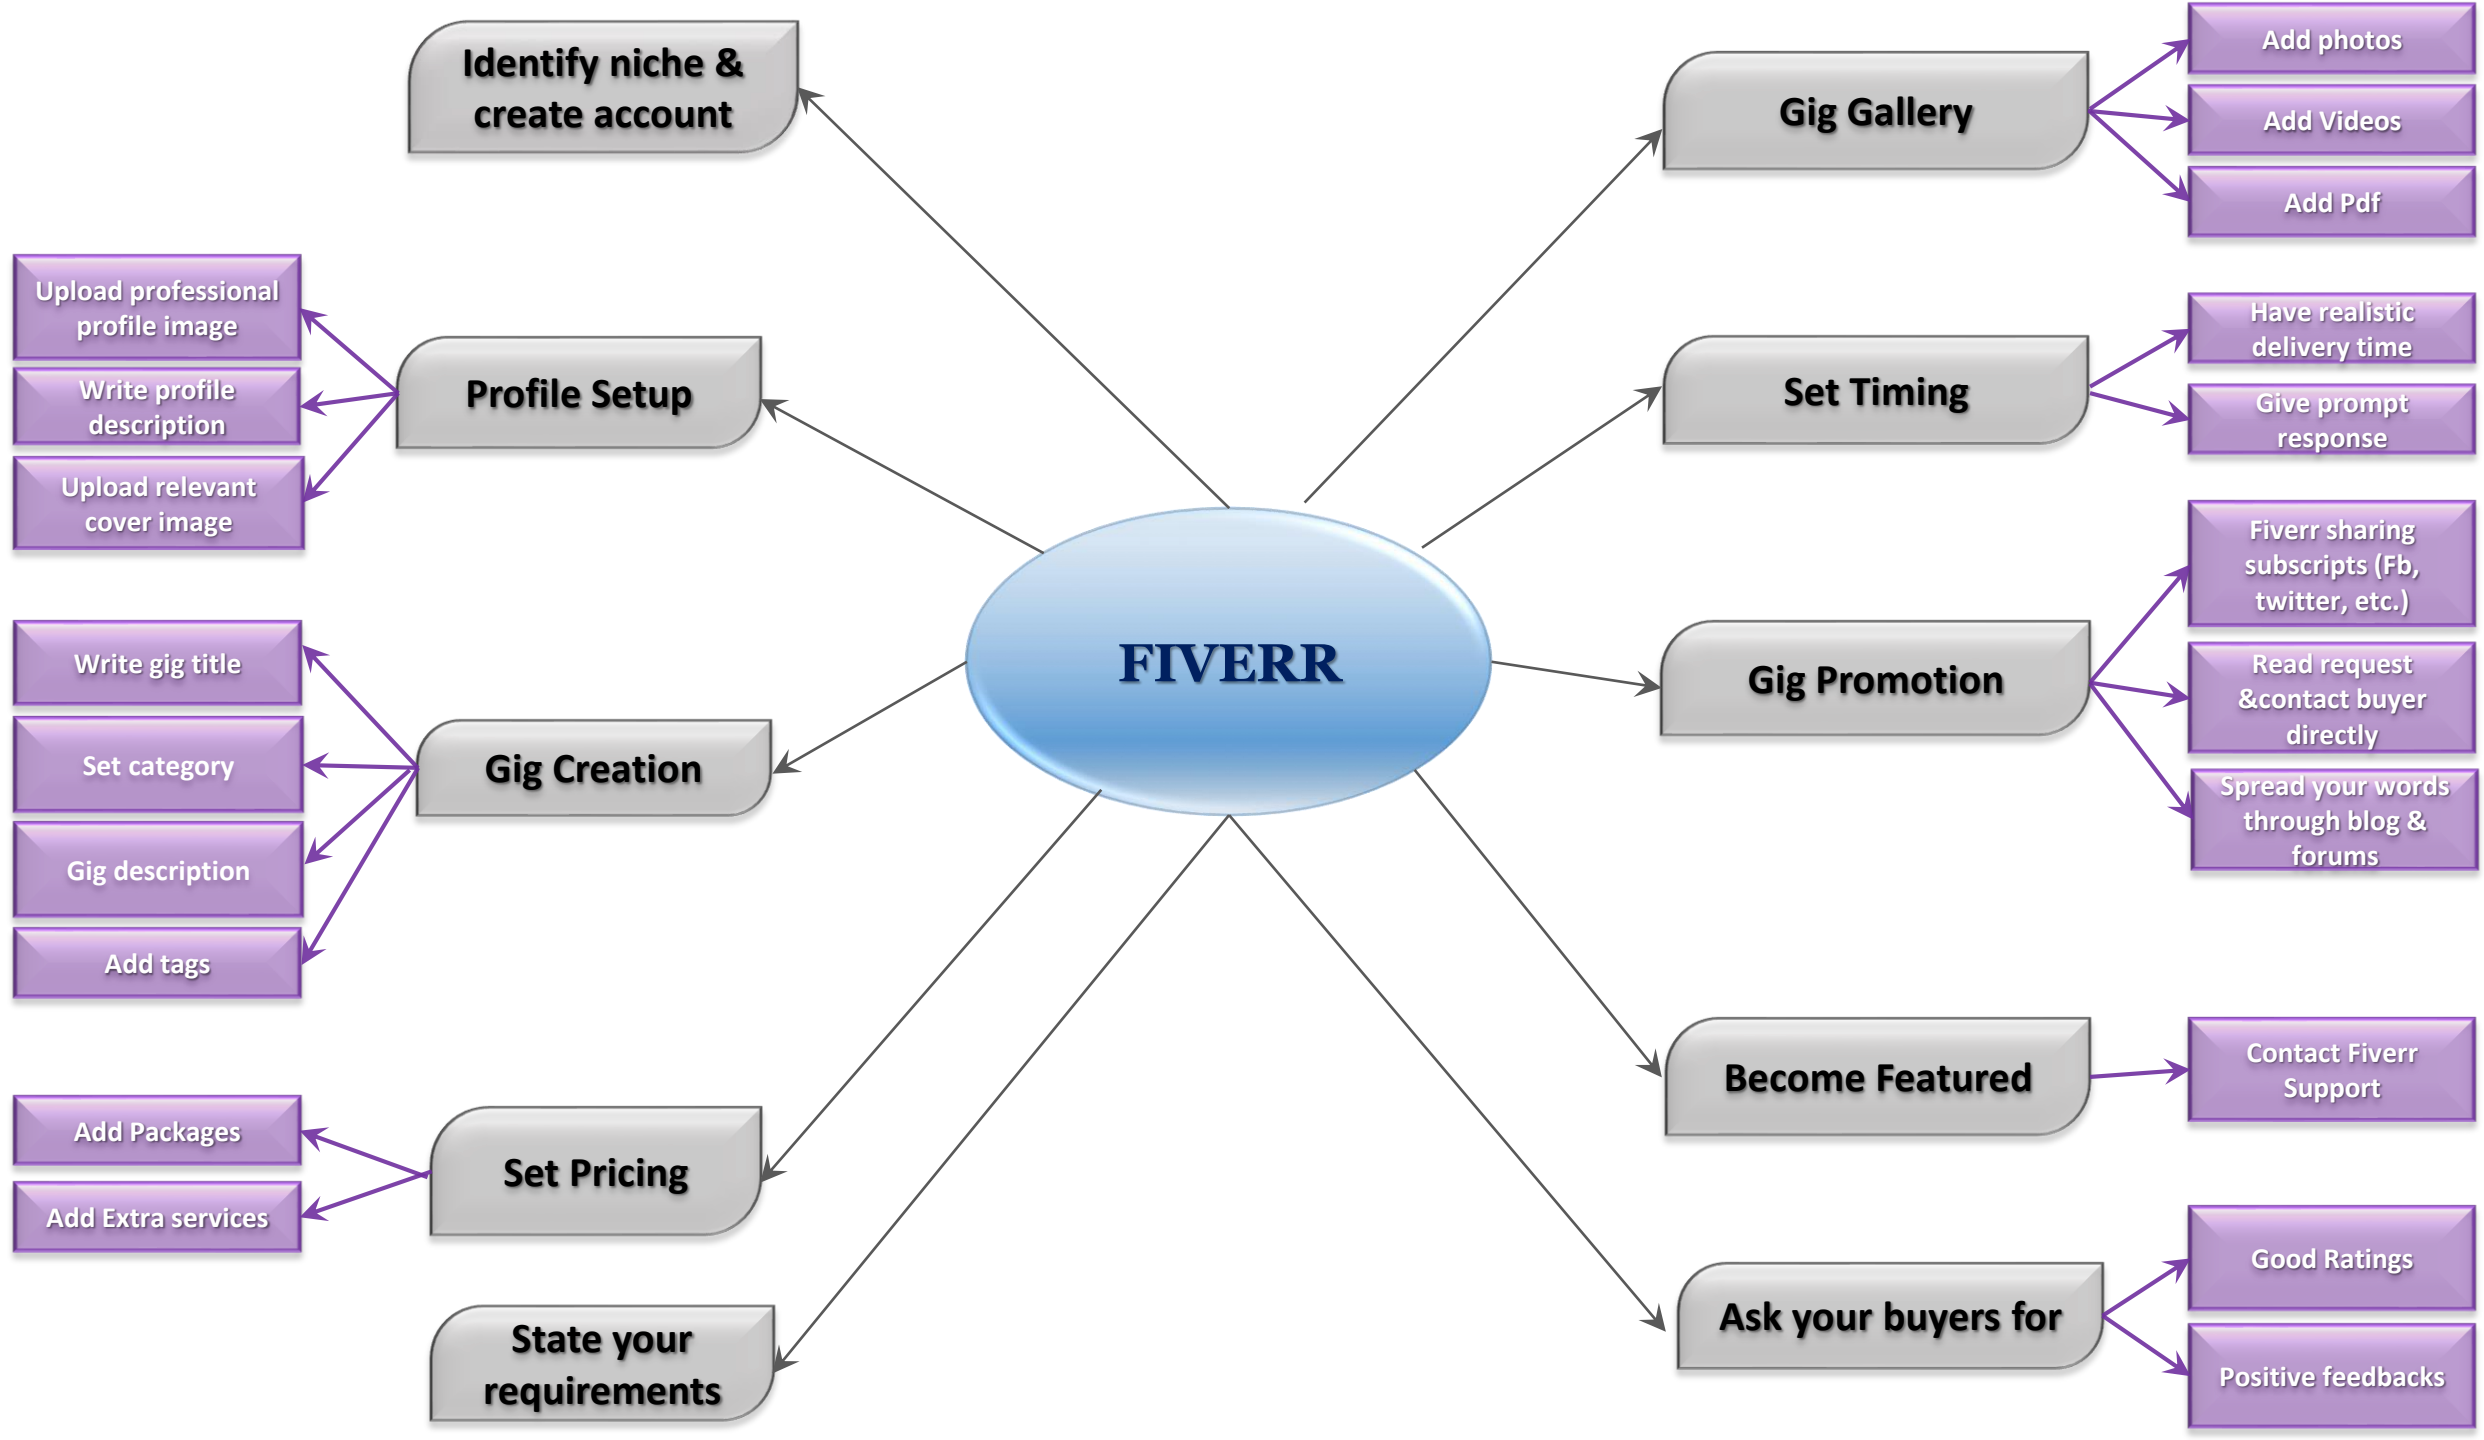 Identify niche &
create account
Profile Setup
Upload professional
profile image
Write profile
description
Upload relevant
cover image
Gig Creation
Write gig title
Set category
Gig description
Add tags
Set Pricing
Add Packages
Add Extra services
State your
requirements
FIVERR
Gig Gallery
Add photos
Add Videos
Add Pdf
Set Timing
Have realistic
delivery time
Give prompt
response
Gig Promotion
Fiverr sharing
subscripts (Fb,
twitter, etc.)
Read request
&contact buyer
directly
Spread your words
through blog &
forums
Become Featured
Contact Fiverr
Support
Ask your buyers for
Good Ratings
Positive feedbacks